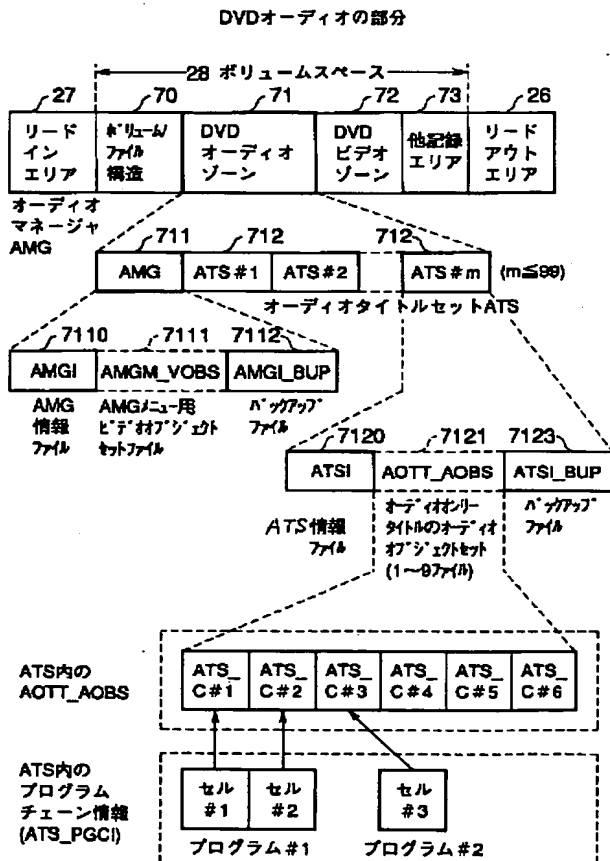 DVDオーディオの部分
28 ボリュームスペース
27 70 71 72 73 26
リード
イン
エリア
ボリューム/
ファイル
構造
DVD
オーディオ
ゾーン
DVD
ビデオ
ゾーン
他記録
エリア
リード
アウト
エリア
オーディオ
マネージャ
AMG
711 712 712
AMG ATS#1 ATS#2 ATS#m (m≦99)
オーディオタイトルセットATS
7110 7111 7112
AMGI AMGM_VOBS AMGI_BUP
AMG
情報
ファイル
AMGメニュー用
ビデオオブジェクト
セットファイル
バックアップ
ファイル
7120 7121 7123
ATSI AOTT_AOBS ATSI_BUP
ATS情報
ファイル
オーディオオンリー
タイトルのオーディオ
オブジェクトセット
(1〜9ファイル)
バックアップ
ファイル
ATS内の
AOTT_AOBS
ATS_
C#1
ATS_
C#2
ATS_
C#3
ATS_
C#4
ATS_
C#5
ATS_
C#6
ATS内の
プログラム
チェーン情報
(ATS_PGCI)
セル
#1
セル
#2
セル
#3
プログラム#1 プログラム#2